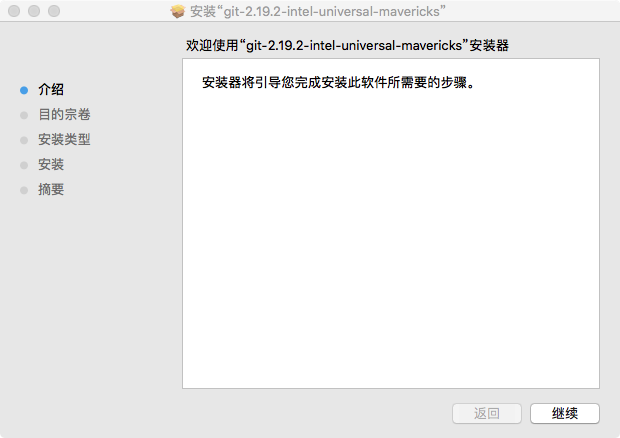 安装“git-2.19.2-intel-universal-mavericks”
欢迎使用“git-2.19.2-intel-universal-mavericks”安装器
介绍
目的宗卷
安装类型
安装
摘要
安装器将引导您完成安装此软件所需要的步骤。
返回
继续